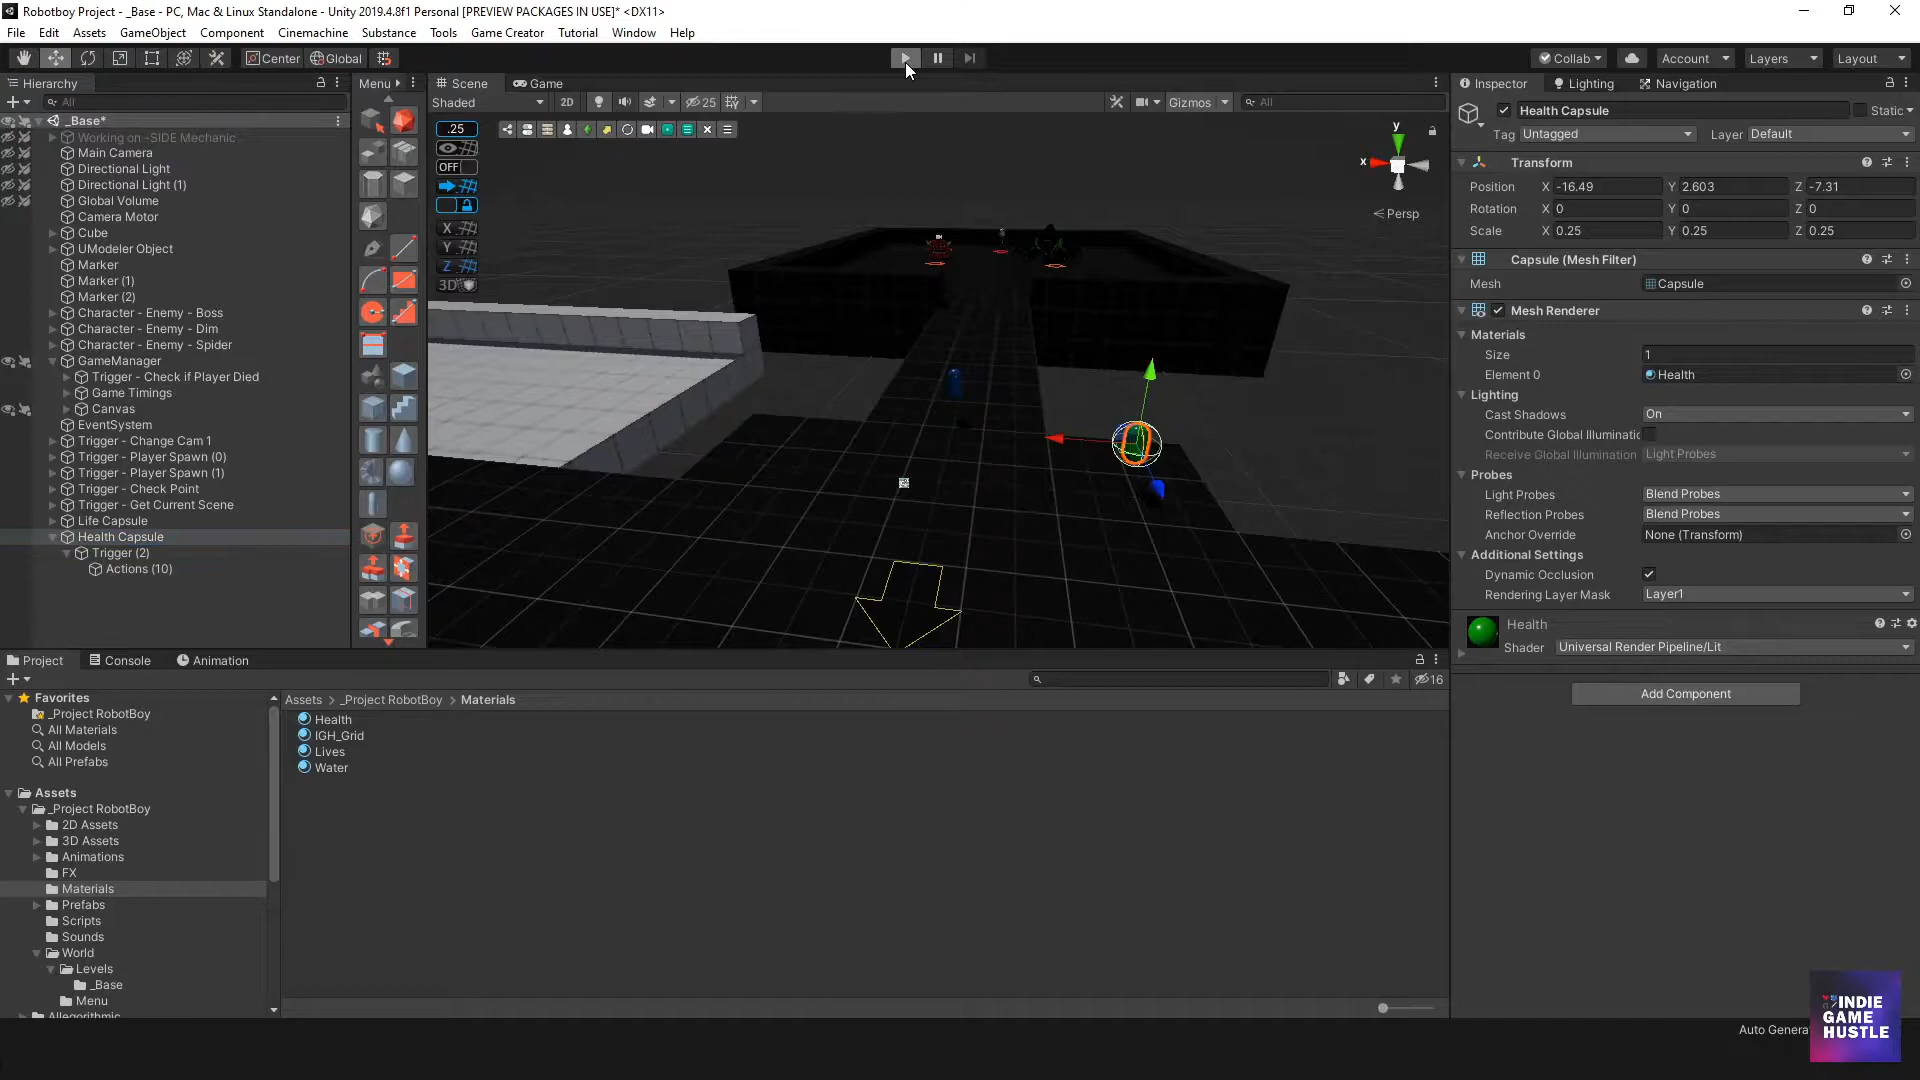 Robotboy Project - _Base - PC, Mac & Linux Standalone - Unity 2019.4.8f1 Personal [PREVIEW PACKAGES IN USE]* <DX11>
File Edit Assets GameObject Component Cinemachine Substance Tools Game Creator Tutorial Window Help
Center Global Collab Account Layers Layout
Hierarchy
All
_Base*
Working on -SIDE Mechanic
Main Camera
Directional Light
Directional Light (1)
Global Volume
Camera Motor
Cube
UModeler Object
Marker
Marker (1)
Marker (2)
Character - Enemy - Boss
Character - Enemy - Dim
Character - Enemy - Spider
GameManager
Trigger - Check if Player Died
Game Timings
Canvas
EventSystem
Trigger - Change Cam 1
Trigger - Player Spawn (0)
Trigger - Player Spawn (1)
Trigger - Check Point
Trigger - Get Current Scene
Life Capsule
Health Capsule
Trigger (2)
Actions (10)
Menu
Scene Game
Shaded 2D 25 Gizmos All
.25
OFF
X
Y
Z
3D
y
x
Persp
Inspector Lighting Navigation
Health Capsule Static
Tag Untagged Layer Default
Transform
Position X -16.49 Y 2.603 Z -7.31
Rotation X 0 Y 0 Z 0
Scale X 0.25 Y 0.25 Z 0.25
Capsule (Mesh Filter)
Mesh Capsule
Mesh Renderer
Materials
Size 1
Element 0 Health
Lighting
Cast Shadows On
Contribute Global Illuminatic
Receive Global Illumination Light Probes
Probes
Light Probes Blend Probes
Reflection Probes Blend Probes
Anchor Override None (Transform)
Additional Settings
Dynamic Occlusion
Rendering Layer Mask Layer1
Health
Shader Universal Render Pipeline/Lit
Add Component
Project Console Animation
16
Favorites
_Project RobotBoy
All Materials
All Models
All Prefabs
Assets
_Project RobotBoy
2D Assets
3D Assets
Animations
FX
Materials
Prefabs
Scripts
Sounds
World
Levels
_Base
Menu
Allegorithmic
Assets > _Project RobotBoy > Materials
Health
IGH_Grid
Lives
Water
Auto Genera
INDIE
GAME
HUSTLE